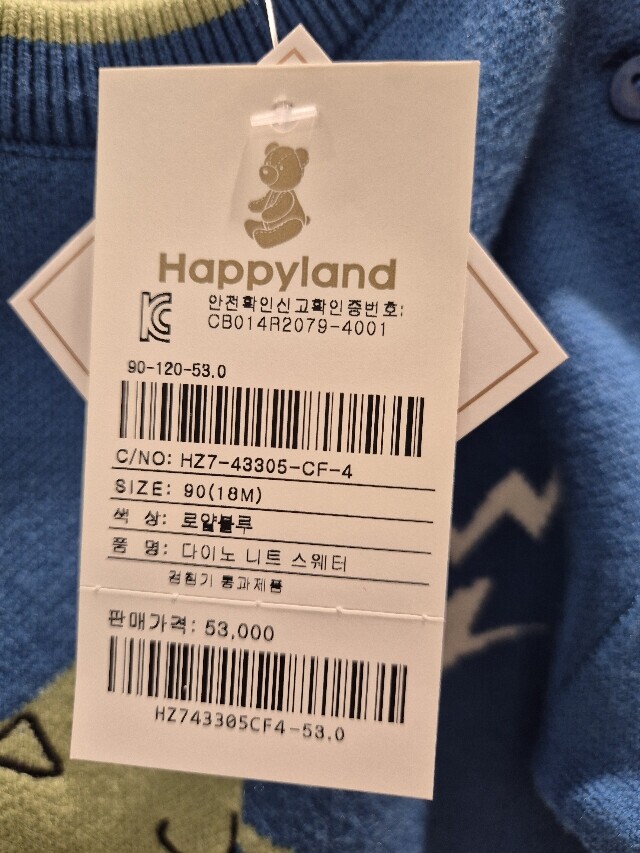 Happyland
안전확인신고확인증번호:
CB014R2079-4001
90-120-53.0
C/NO: HZ7-43305-CF-4
SIZE: 90(18M)
색 상: 로얄블루
품 명: 다이노 니트 스웨터
검침기 통과제품
판매가격: 53,000
HZ743305CF4-53.0